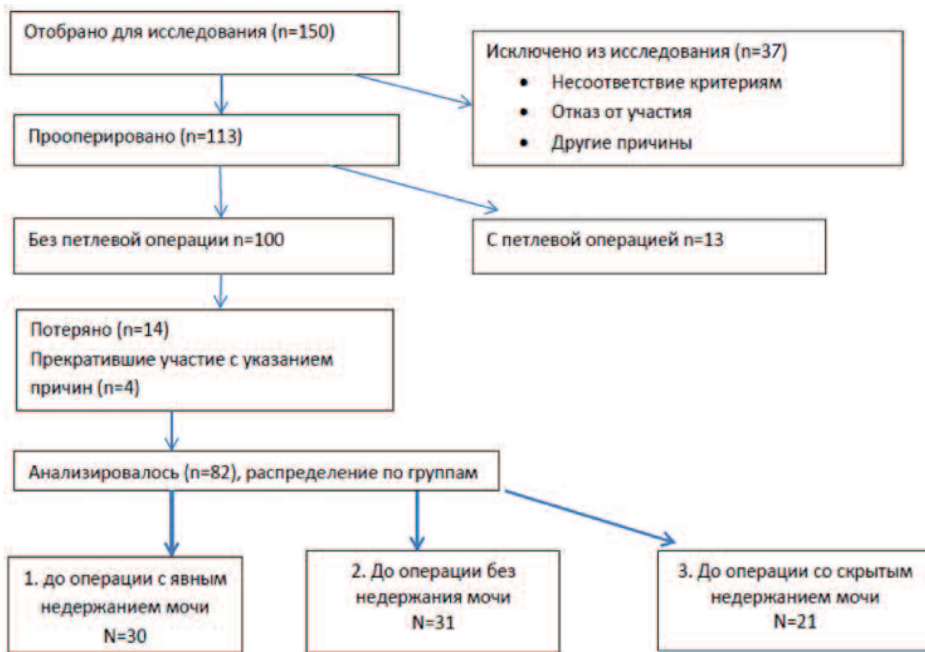 Отобрано для исследования (n=150)
Исключено из исследования (n=37)
• Несоответствие критериям
• Отказ от участия
• Другие причины
Прооперировано (n=113)
Без петлевой операции n=100
С петлевой операцией n=13
Потеряно (n=14)
Прекратившие участие с указанием
причин (n=4)
Анализировалось (n=82), распределение по группам
1. до операции с явным
недержанием мочи
N=30
2. До операции без
недержания мочи
N=31
3. До операции со скрытым
недержанием мочи
N=21